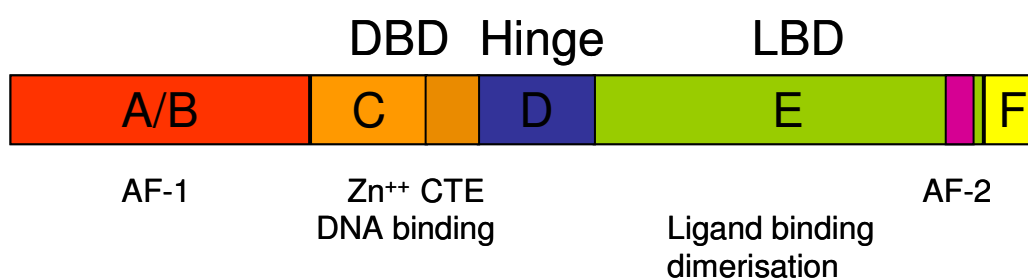 DBD Hinge LBD
A/B C D E F
AF-1 Zn⁺⁺ CTE AF-2
DNA binding Ligand binding
dimerisation